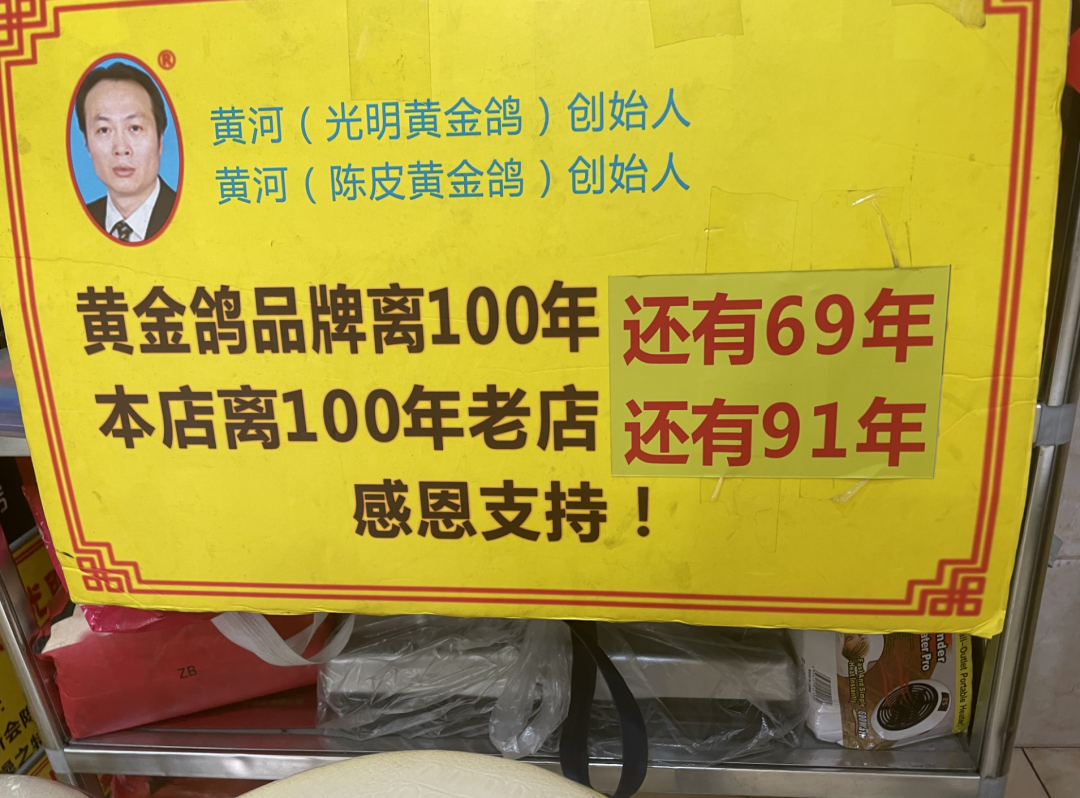 ®
黄河（光明黄金鸽）创始人
黄河（陈皮黄金鸽）创始人
黄金鸽品牌离100年还有69年
本店离100年老店还有91年
感恩支持！
ZB